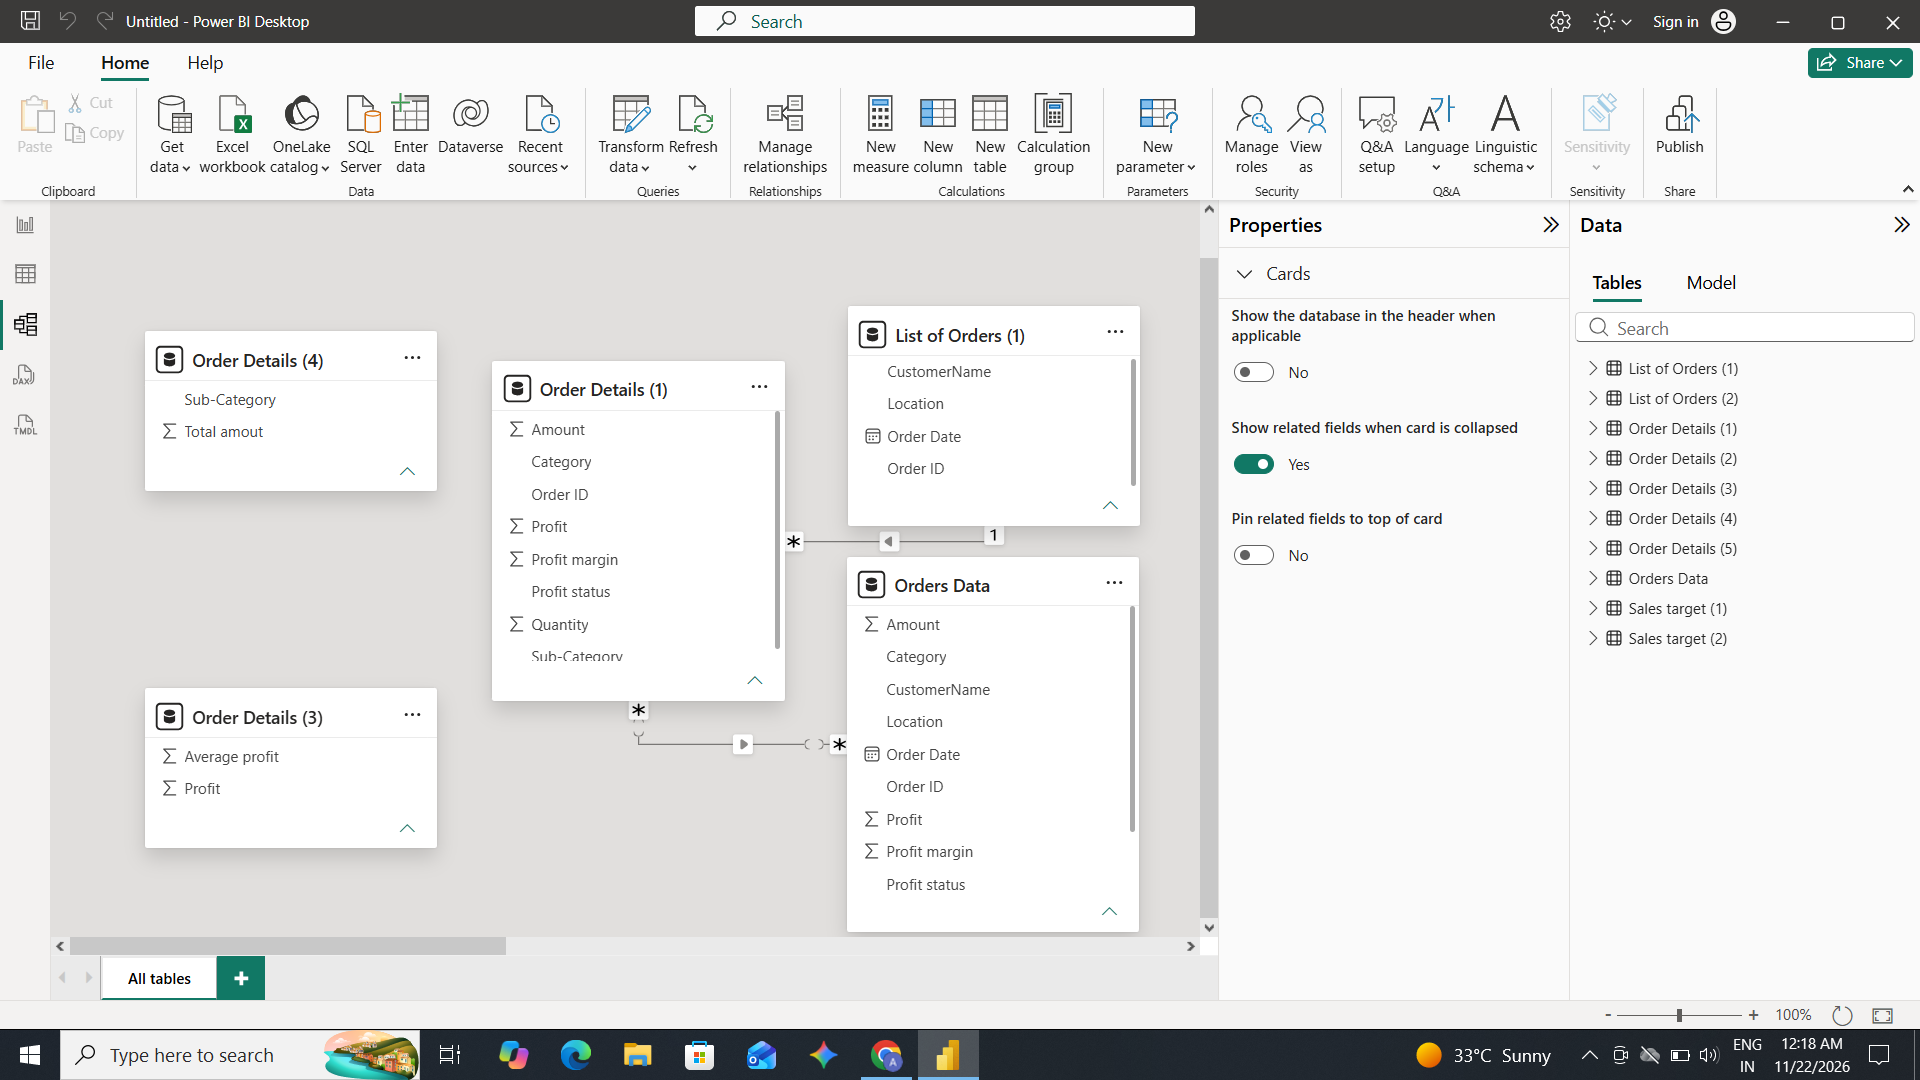 Untitled - Power BI Desktop
Search
Sign in
File
Home
Help
Share
Paste
Cut
Copy
Clipboard
Get data
Excel workbook
OneLake catalog
SQL Server
Enter data
Dataverse
Recent sources
Data
Transform data
Refresh
Queries
Manage relationships
Relationships
New measure
New column
New table
Calculation group
Calculations
New parameter
Parameters
Manage roles
View as
Security
Q&A setup
Language
Linguistic schema
Q&A
Sensitivity
Sensitivity
Publish
Share
DAX
TMDL
Order Details (4)
Sub-Category
Total amout
Order Details (3)
Average profit
Profit
Order Details (1)
Amount
Category
Order ID
Profit
Profit margin
Profit status
Quantity
Sub-Category
List of Orders (1)
CustomerName
Location
Order Date
Order ID
* 1
Orders Data
Amount
Category
CustomerName
Location
Order Date
Order ID
Profit
Profit margin
Profit status
* *
All tables
Properties
Cards
Show the database in the header when
applicable
No
Show related fields when card is collapsed
Yes
Pin related fields to top of card
No
Data
Tables
Model
Search
List of Orders (1)
List of Orders (2)
Order Details (1)
Order Details (2)
Order Details (3)
Order Details (4)
Order Details (5)
Orders Data
Sales target (1)
Sales target (2)
- + 100%
Type here to search
33°C Sunny
ENG
IN
12:18 AM
11/22/2026